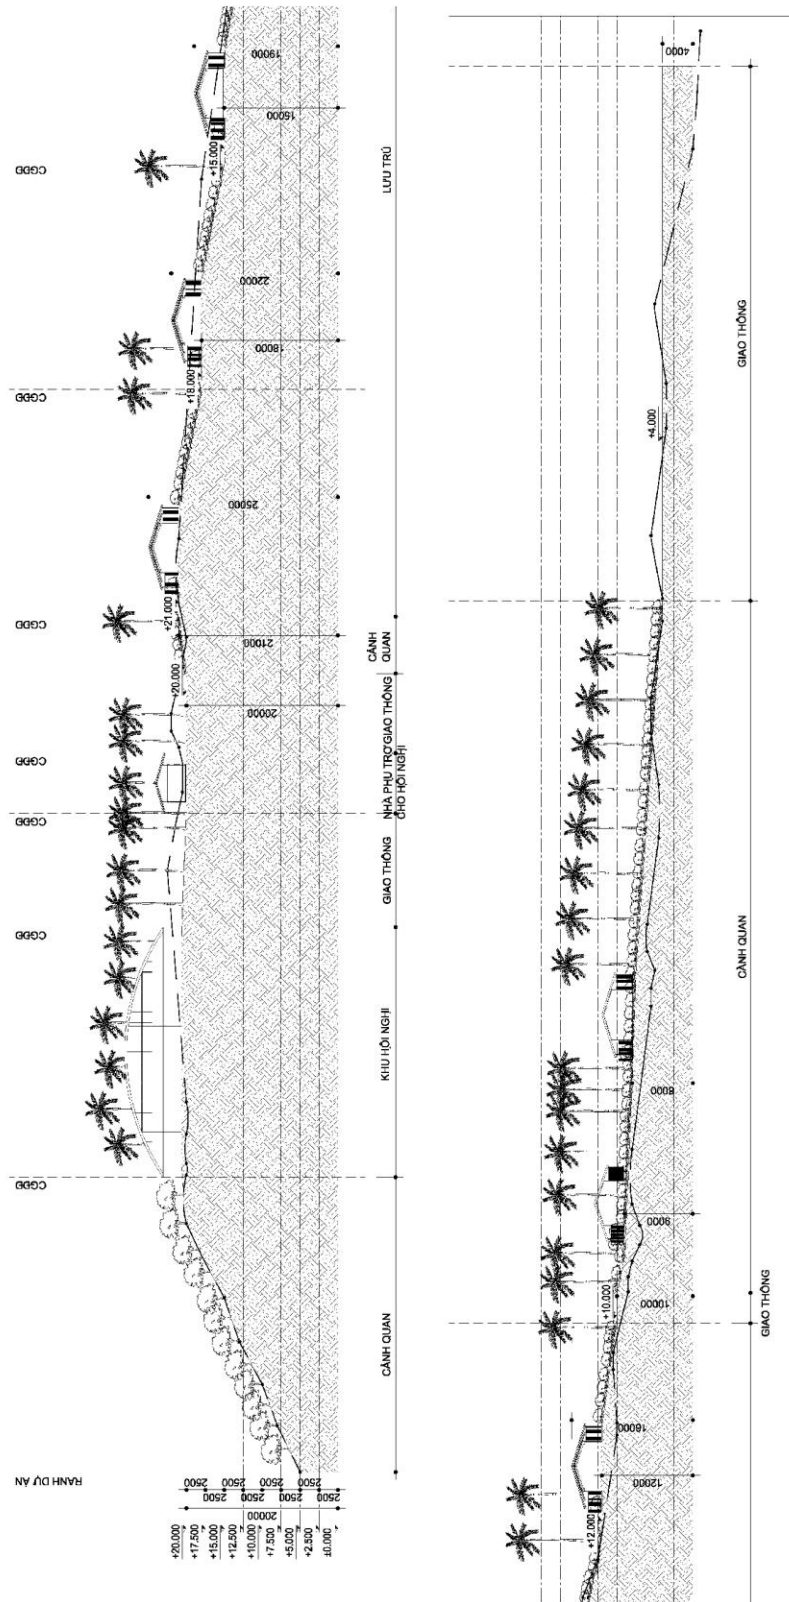 RANH DỰ ÁN
CGĐĐ
CGĐĐ
CGĐĐ
CGĐĐ
CGĐĐ
CGĐĐ
CGĐĐ
+20.000
+17.500
+15.000
+12.500
+10.000
+7.500
+5.000
+2.500
±0.000
20000
2500
2500
2500
2500
2500
2500
2500
2500
+20.000
20000
+21.000
21000
25000
+18.000
18000
22000
+15.000
15000
19000
CẢNH QUAN
KHU HỘI NGHỊ
GIAO THÔNG
NHÀ PHỤ TRỢ
CHO HỘI NGHỊ
GIAO THÔNG
CẢNH
QUAN
LƯU TRÚ
+12.000
12000
16000
+10.000
10000
9000
8000
+4.000
4000
GIAO THÔNG
CẢNH QUAN
GIAO THÔNG